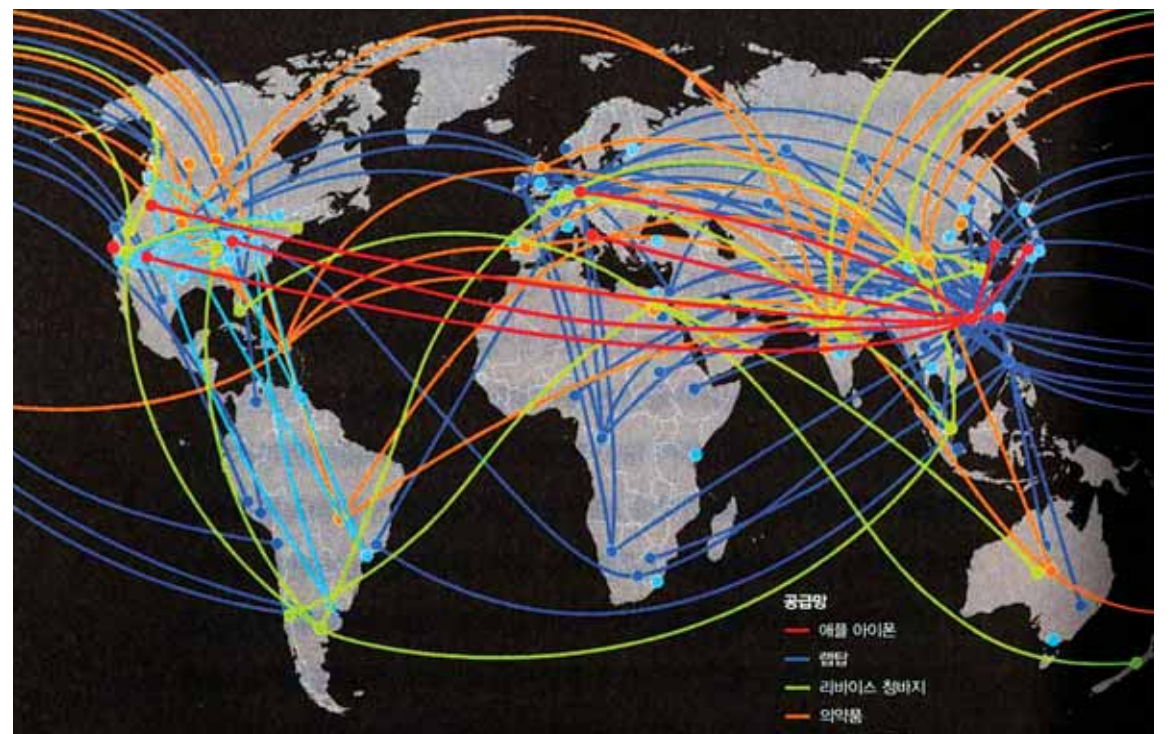 공급망
애플 아이폰
랩탑
리바이스 청바지
의약품